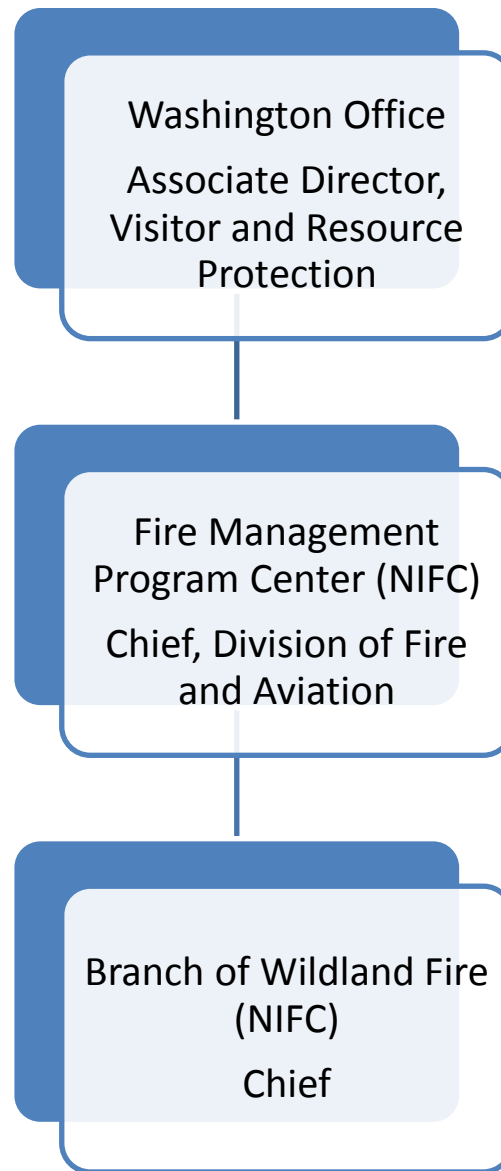 Washington Office
Associate Director,
Visitor and Resource
Protection
Fire Management
Program Center (NIFC)
Chief, Division of Fire
and Aviation
Branch of Wildland Fire
(NIFC)
Chief